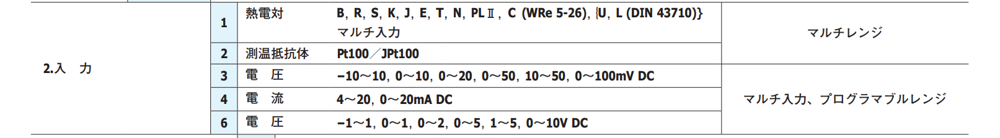 2.入　力
1 熱電対 B, R, S, K, J, E, T, N, PLⅡ, C (WRe 5-26), {U, L (DIN 43710)}
マルチ入力
マルチレンジ
2 測温抵抗体 Pt100／JPt100
3 電　圧 −10〜10, 0〜10, 0〜20, 0〜50, 10〜50, 0〜100mV DC
4 電　流 4〜20, 0〜20mA DC
マルチ入力、プログラマブルレンジ
6 電　圧 −1〜1, 0〜1, 0〜2, 0〜5, 1〜5, 0〜10V DC